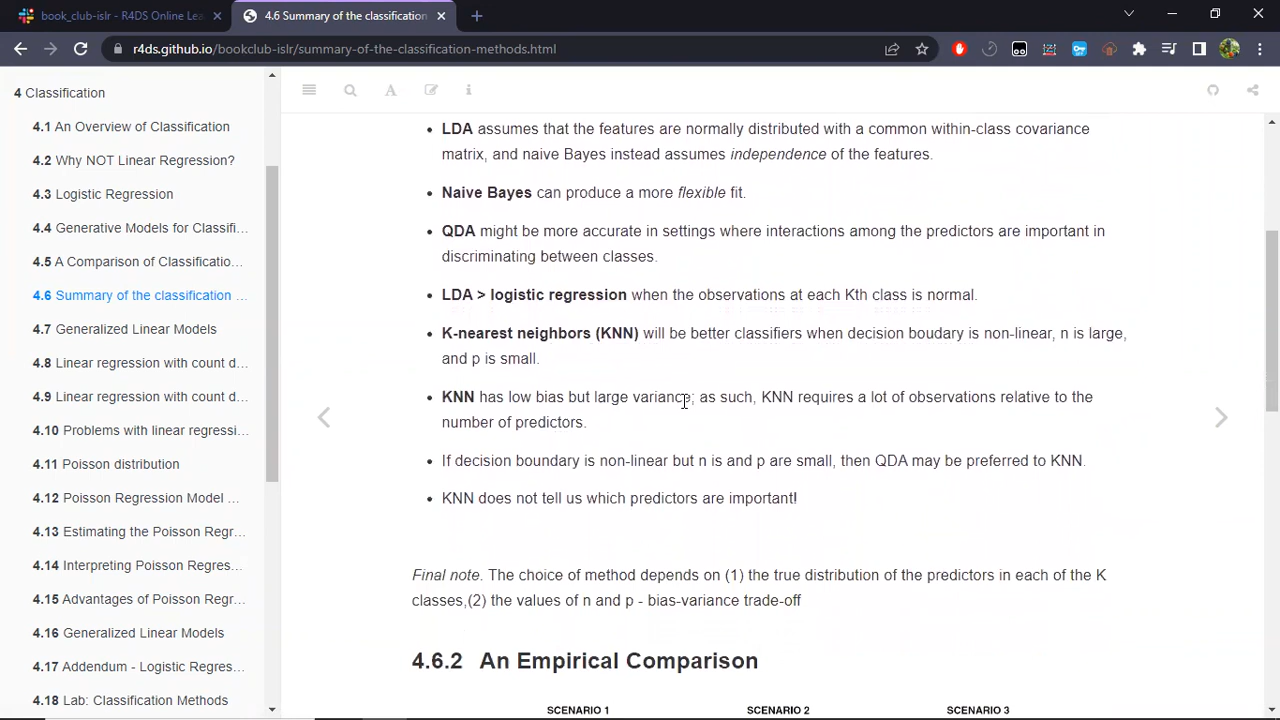 book_club-islr - R4DS Online Lea
4.6 Summary of the classification
r4ds.github.io/bookclub-islr/summary-of-the-classification-methods.html
4 Classification
4.1 An Overview of Classification
4.2 Why NOT Linear Regression?
4.3 Logistic Regression
4.4 Generative Models for Classifi...
4.5 A Comparison of Classificatio...
4.6 Summary of the classification ...
4.7 Generalized Linear Models
4.8 Linear regression with count d...
4.9 Linear regression with count d...
4.10 Problems with linear regressi...
4.11 Poisson distribution
4.12 Poisson Regression Model ...
4.13 Estimating the Poisson Regr...
4.14 Interpreting Poisson Regres...
4.15 Advantages of Poisson Regr...
4.16 Generalized Linear Models
4.17 Addendum - Logistic Regres...
4.18 Lab: Classification Methods
LDA assumes that the features are normally distributed with a common within-class covariance
matrix, and naive Bayes instead assumes independence of the features.
Naive Bayes can produce a more flexible fit.
QDA might be more accurate in settings where interactions among the predictors are important in
discriminating between classes.
LDA > logistic regression when the observations at each Kth class is normal.
K-nearest neighbors (KNN) will be better classifiers when decision boudary is non-linear, n is large,
and p is small.
KNN has low bias but large variance; as such, KNN requires a lot of observations relative to the
number of predictors.
If decision boundary is non-linear but n is and p are small, then QDA may be preferred to KNN.
KNN does not tell us which predictors are important!
Final note. The choice of method depends on (1) the true distribution of the predictors in each of the K
classes,(2) the values of n and p - bias-variance trade-off
4.6.2 An Empirical Comparison
SCENARIO 1 SCENARIO 2 SCENARIO 3